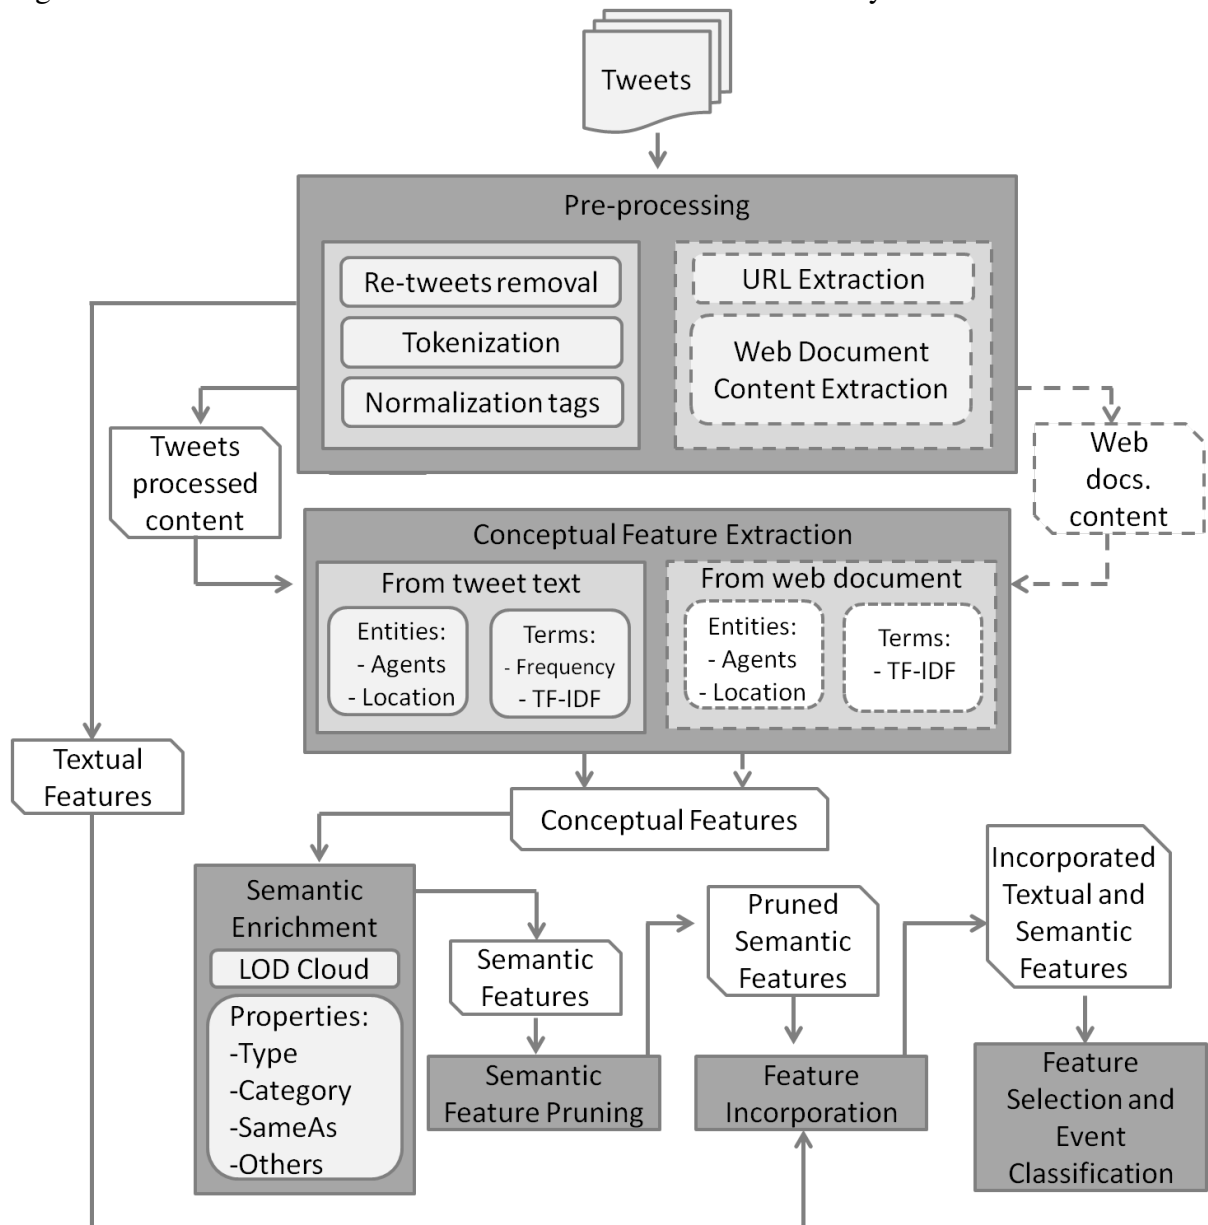 Tweets
Pre-processing
Re-tweets removal
Tokenization
Normalization tags
URL Extraction
Web Document
Content Extraction
Tweets
processed
content
Web
docs.
content
Conceptual Feature Extraction
From tweet text
Entities:
- Agents
- Location
Terms:
- Frequency
- TF-IDF
From web document
Entities:
- Agents
- Location
Terms:
- TF-IDF
Textual
Features
Conceptual Features
Semantic
Enrichment
LOD Cloud
Properties:
-Type
-Category
-SameAs
-Others
Semantic
Features
Semantic
Feature Pruning
Pruned
Semantic
Features
Feature
Incorporation
Incorporated
Textual and
Semantic
Features
Feature
Selection and
Event
Classification